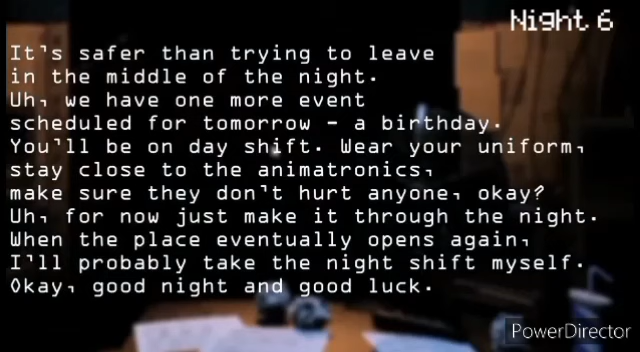 Night 6
It's safer than trying to leave
in the middle of the night.
Uh, we have one more event
scheduled for tomorrow - a birthday.
You'll be on day shift. Wear your uniform,
stay close to the animatronics,
make sure they don't hurt anyone, okay?
Uh, for now just make it through the night.
When the place eventually opens again,
I'll probably take the night shift myself.
Okay, good night and good luck.
PowerDirector